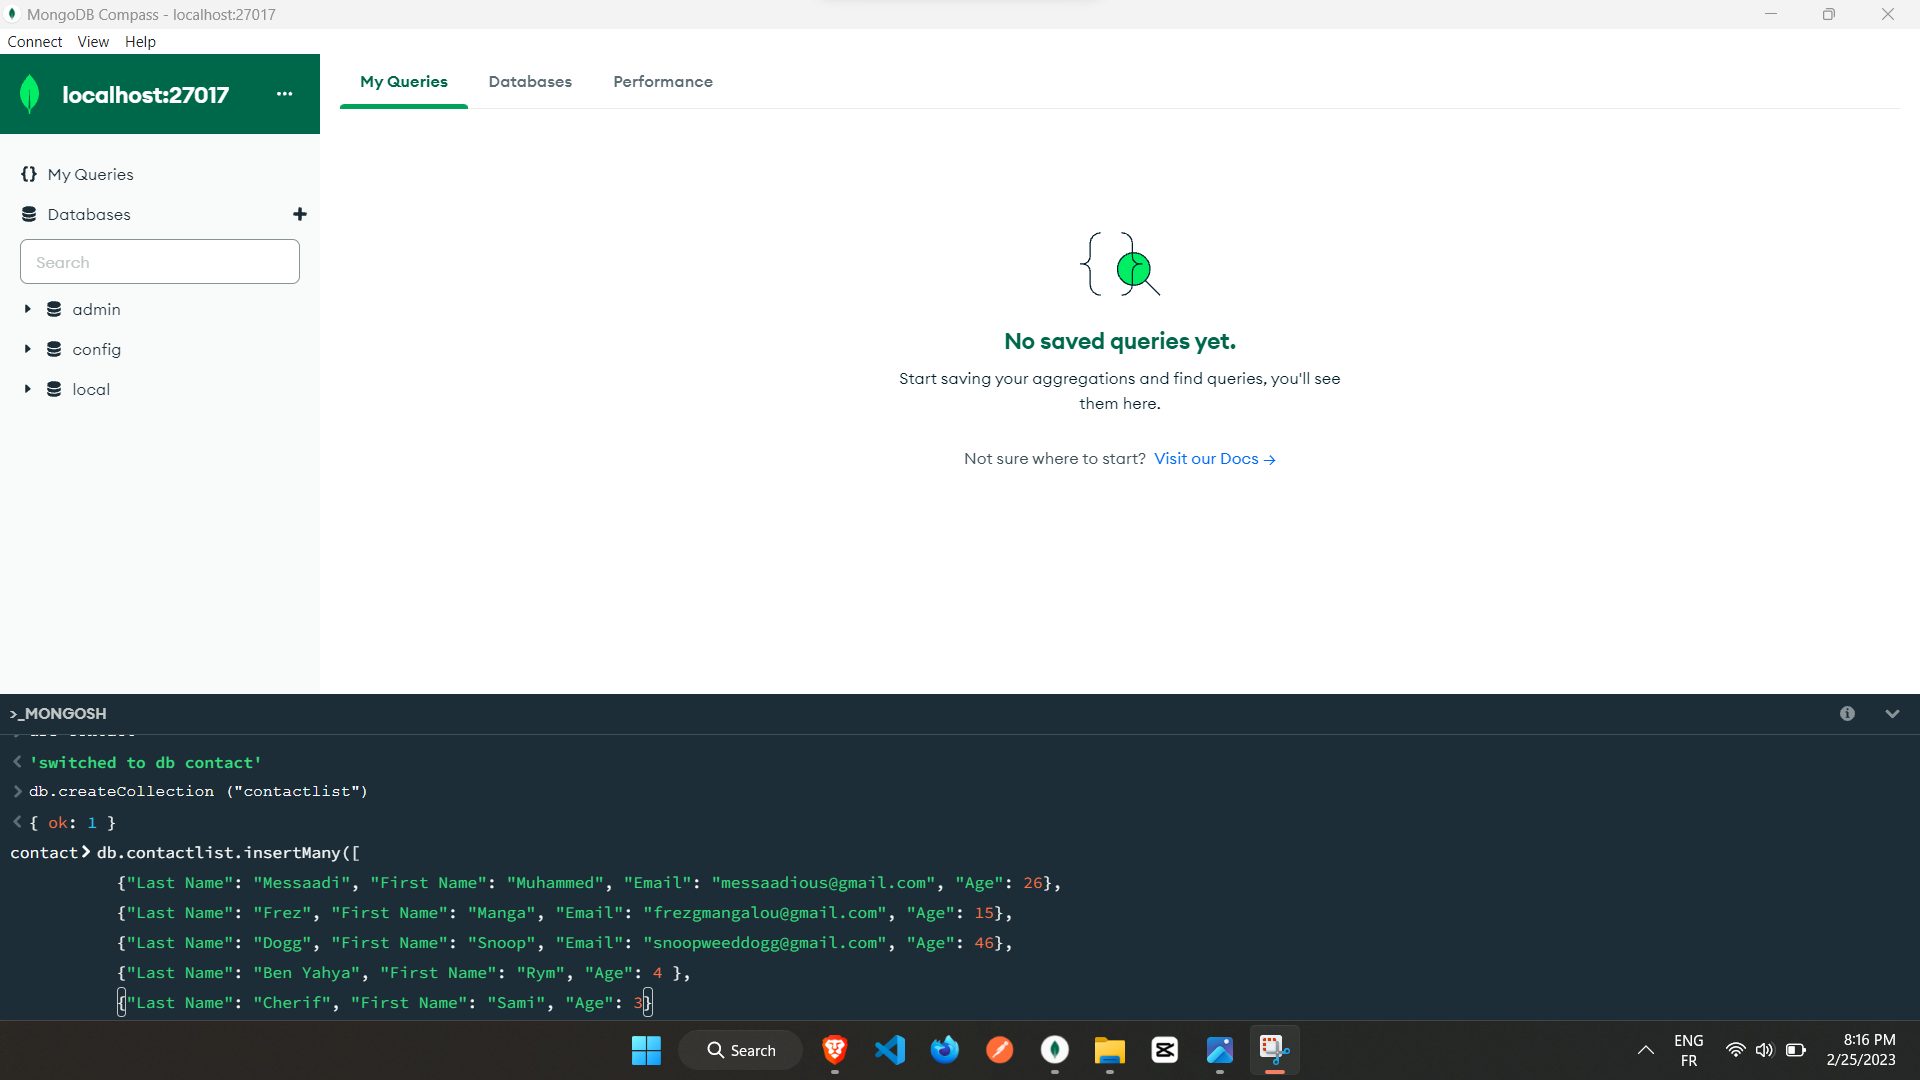 MongoDB Compass - localhost:27017
Connect View Help
localhost:27017 ...
My Queries Databases Performance
{} My Queries
Databases +
Search
admin
config
local
No saved queries yet.
Start saving your aggregations and find queries, you'll see
them here.
Not sure where to start? Visit our Docs →
>_MONGOSH
'switched to db contact'
db.createCollection ("contactlist")
{ ok: 1 }
contact> db.contactlist.insertMany([
{"Last Name": "Messaadi", "First Name": "Muhammed", "Email": "messaadious@gmail.com", "Age": 26},
{"Last Name": "Frez", "First Name": "Manga", "Email": "frezgmangalou@gmail.com", "Age": 15},
{"Last Name": "Dogg", "First Name": "Snoop", "Email": "snoopweeddogg@gmail.com", "Age": 46},
{"Last Name": "Ben Yahya", "First Name": "Rym", "Age": 4 },
{"Last Name": "Cherif", "First Name": "Sami", "Age": 3}
Search
ENG
FR
8:16 PM
2/25/2023